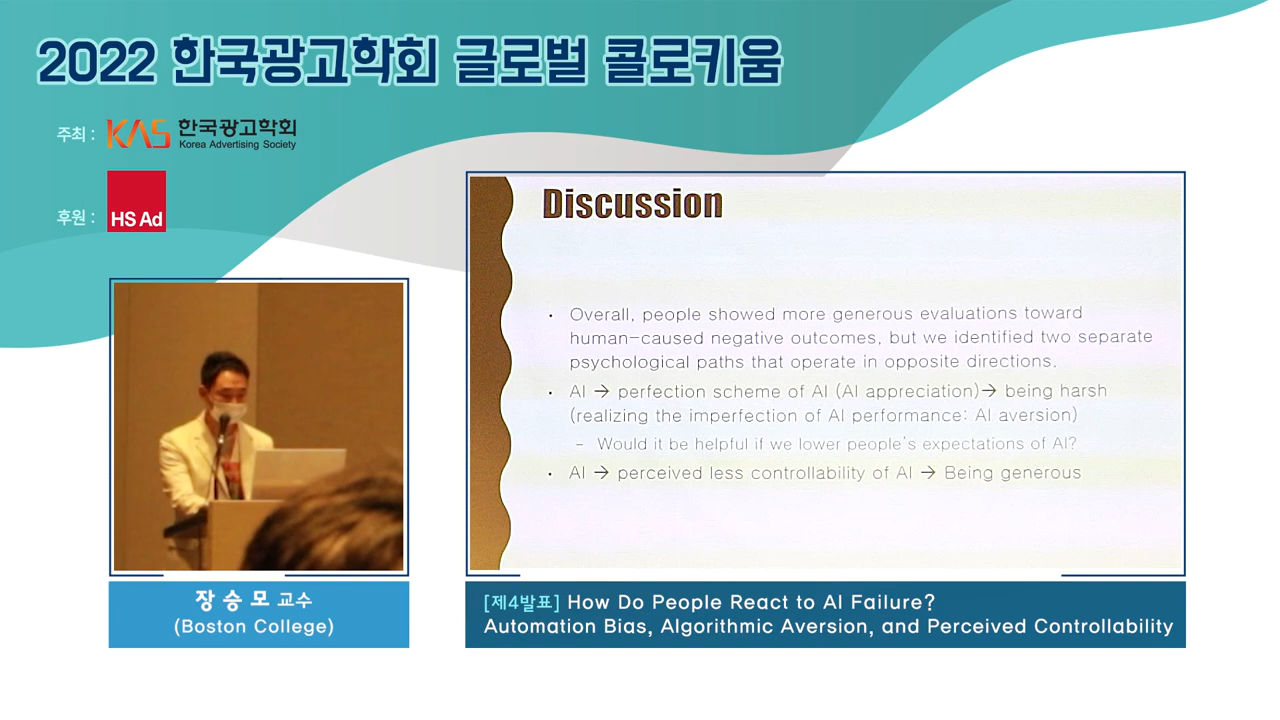 2022 한국광고학회 글로벌 콜로키움
주최 :
KAS 한국광고학회
Korea Advertising Society
후원 :
HS Ad
Discussion
• Overall, people showed more generous evaluations toward
human-caused negative outcomes, but we identified two separate
psychological paths that operate in opposite directions.
• AI → perfection scheme of AI (AI appreciation)→ being harsh
(realizing the imperfection of AI performance: AI aversion)
– Would it be helpful if we lower people's expectations of AI?
• AI → perceived less controllability of AI → Being generous
장 승 모 교수
(Boston College)
[제4발표] How Do People React to AI Failure?
Automation Bias, Algorithmic Aversion, and Perceived Controllability